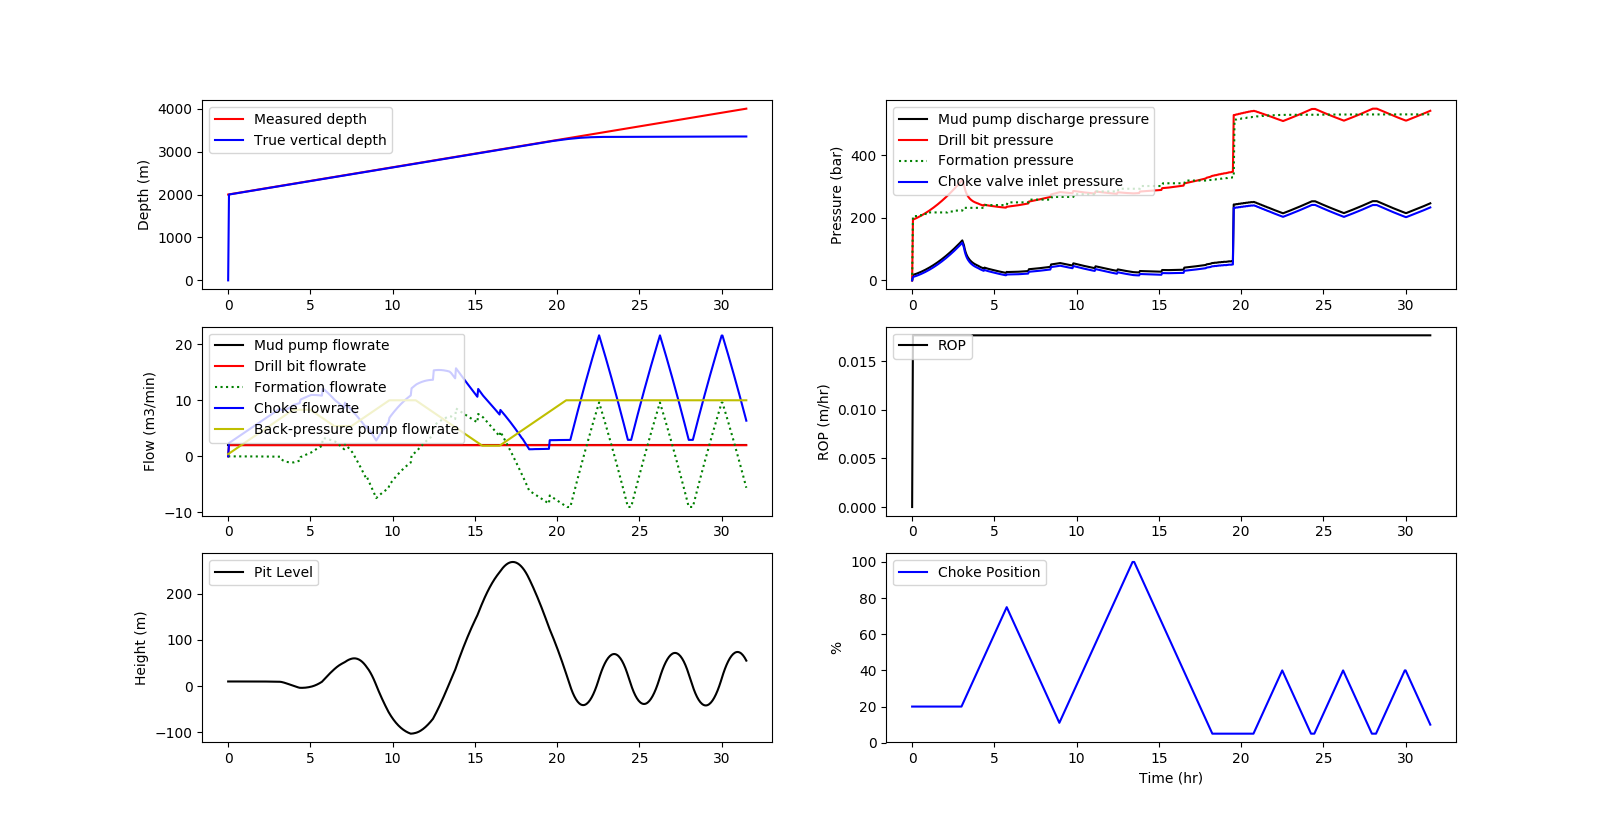 Depth (m)
4000
3000
2000
1000
0
Measured depth
True vertical depth
0 5 10 15 20 25 30
Pressure (bar)
400
200
0
Mud pump discharge pressure
Drill bit pressure
Formation pressure
Choke valve inlet pressure
0 5 10 15 20 25 30
Flow (m3/min)
20
10
0
−10
Mud pump flowrate
Drill bit flowrate
Formation flowrate
Choke flowrate
Back-pressure pump flowrate
0 5 10 15 20 25 30
ROP (m/hr)
0.015
0.010
0.005
0.000
ROP
0 5 10 15 20 25 30
Height (m)
200
100
0
−100
Pit Level
0 5 10 15 20 25 30
%
100
80
60
40
20
0
Choke Position
0 5 10 15 20 25 30
Time (hr)